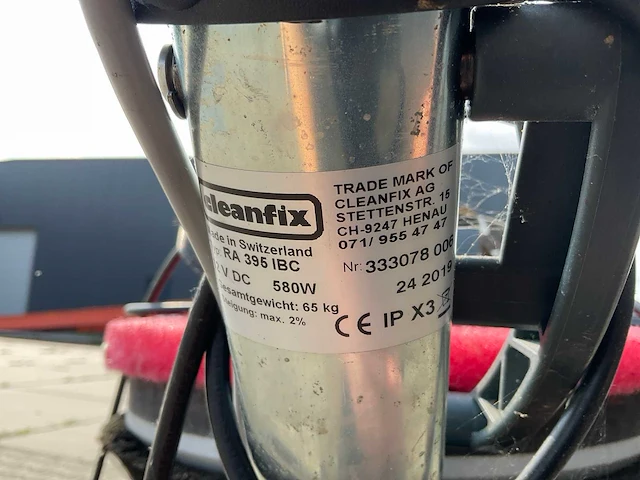 cleanfix
Made in Switzerland
RA 395 IBC
V DC 580W
Gesamtgewicht: 65 kg
max. 2%
TRADE MARK OF
CLEANFIX AG
STETTENSTR. 15
CH-9247 HENAU
071/ 955 47 47
Nr: 333078 006
24 2019
CE IP X3